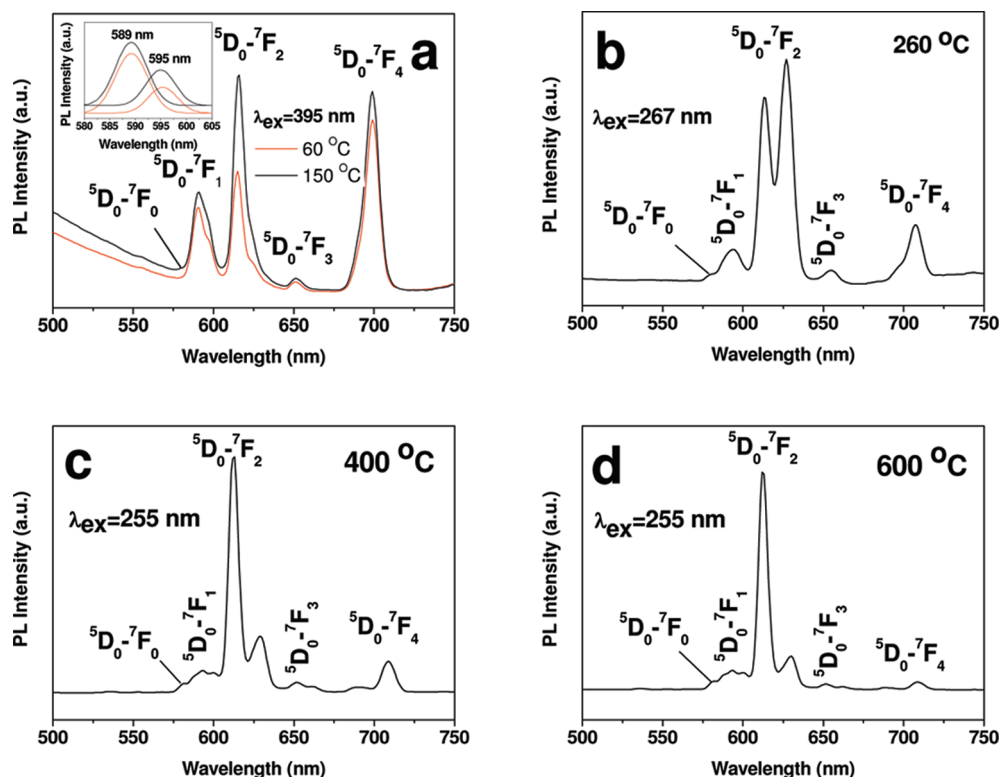 a
589 nm
595 nm
PL Intensity (a.u.)
580 585 590 595 600 605
Wavelength (nm)
⁵D₀-⁷F₂
⁵D₀-⁷F₄
λex=395 nm
60 °C
150 °C
⁵D₀-⁷F₁
⁵D₀-⁷F₀
⁵D₀-⁷F₃
PL Intensity (a.u.)
500 550 600 650 700 750
Wavelength (nm)
b
⁵D₀-⁷F₂
260 °C
λex=267 nm
⁵D₀-⁷F₀
⁵D₀-⁷F₁
⁵D₀-⁷F₃
⁵D₀-⁷F₄
PL Intensity (a.u.)
500 550 600 650 700 750
Wavelength (nm)
c
⁵D₀-⁷F₂
400 °C
λex=255 nm
⁵D₀-⁷F₀
⁵D₀-⁷F₁
⁵D₀-⁷F₃
⁵D₀-⁷F₄
PL Intensity (a.u.)
500 550 600 650 700 750
Wavelength (nm)
d
⁵D₀-⁷F₂
600 °C
λex=255 nm
⁵D₀-⁷F₀
⁵D₀-⁷F₁
⁵D₀-⁷F₃
⁵D₀-⁷F₄
PL Intensity (a.u.)
500 550 600 650 700 750
Wavelength (nm)